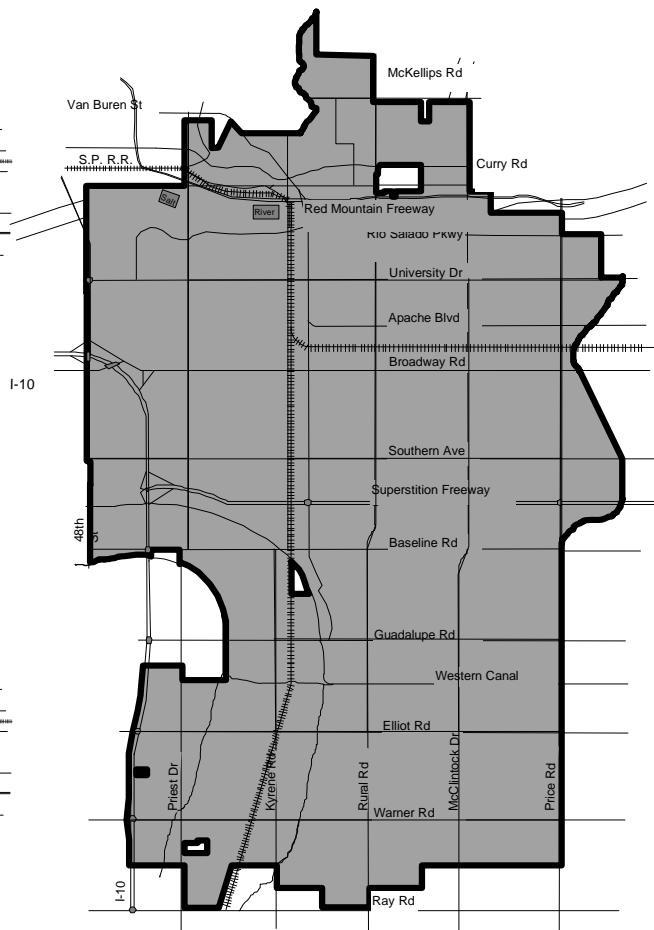 McKellips Rd
Van Buren St
S.P. R.R.
Curry Rd
Salt
River
Red Mountain Freeway
Rio Salado Pkwy
University Dr
Apache Blvd
Broadway Rd
I-10
Southern Ave
Superstition Freeway
48th
St
Baseline Rd
Guadalupe Rd
Western Canal
Elliot Rd
Priest Dr
Kyrene Rd
Rural Rd
McClintock Dr
Price Rd
Warner Rd
I-10
Ray Rd